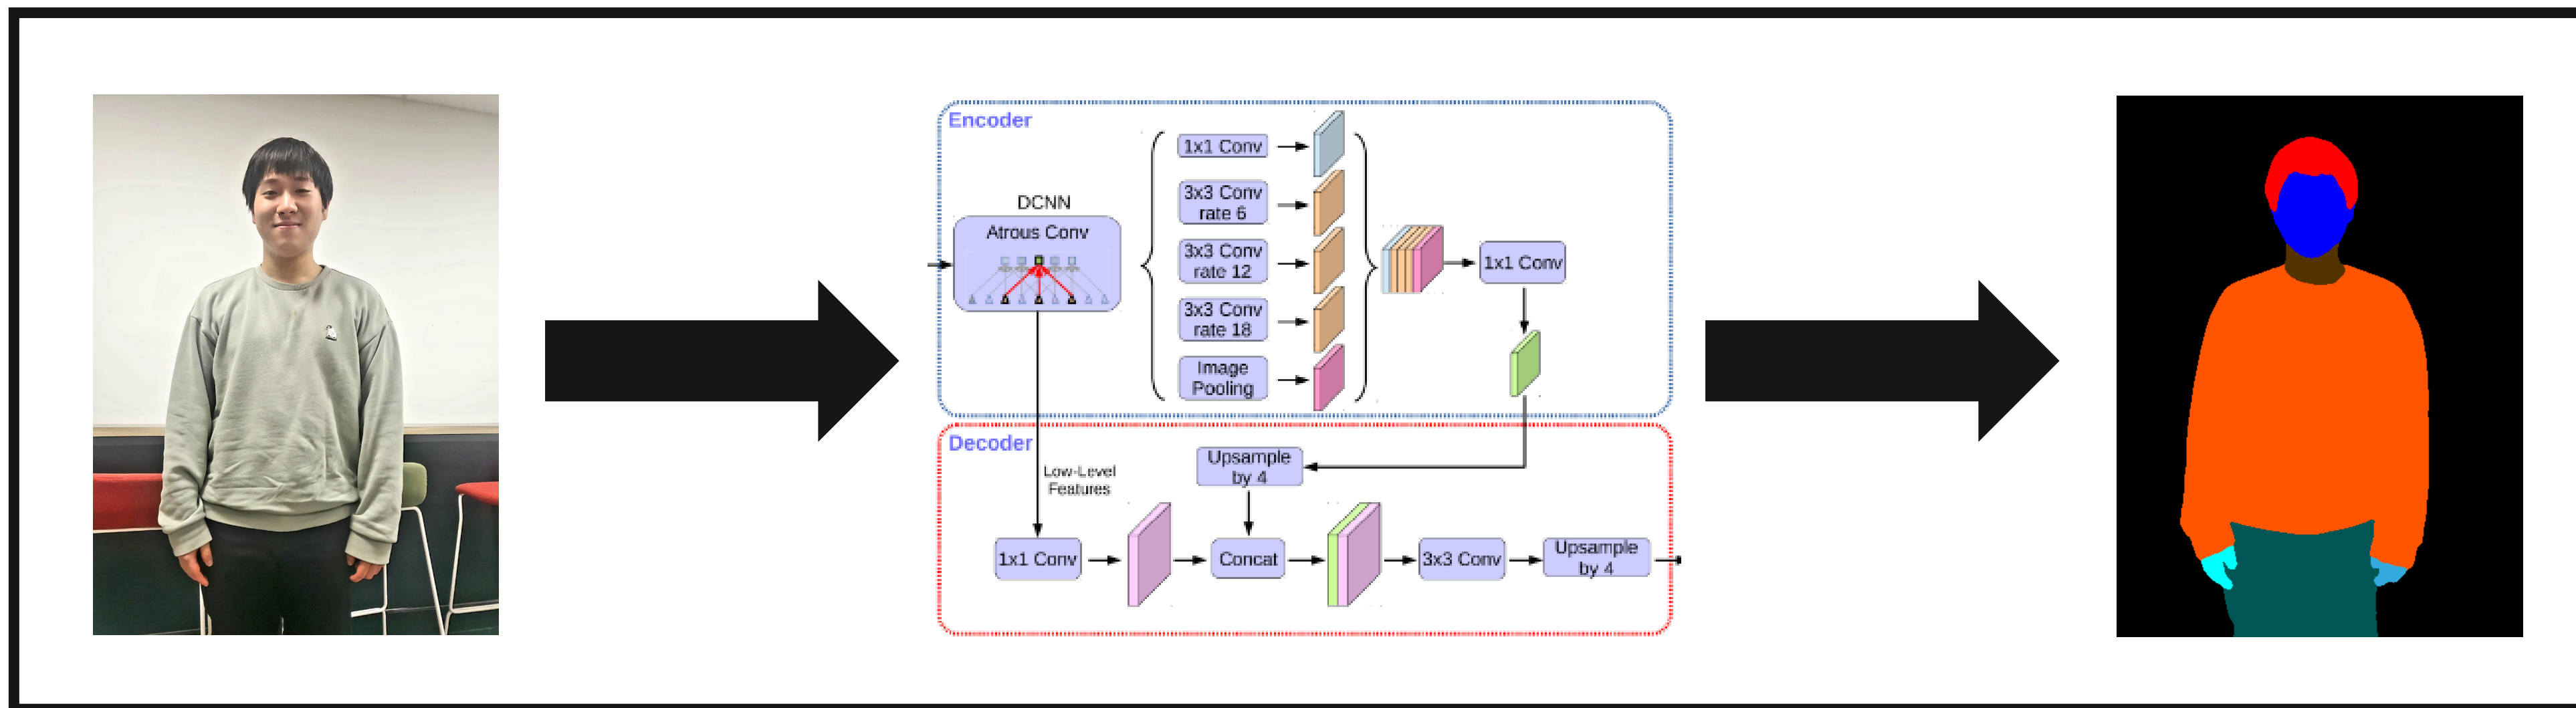 Encoder
DCNN
Atrous Conv
1x1 Conv
3x3 Conv
rate 6
3x3 Conv
rate 12
3x3 Conv
rate 18
Image
Pooling
1x1 Conv
Decoder
Low-Level
Features
Upsample
by 4
1x1 Conv
Concat
3x3 Conv
Upsample
by 4